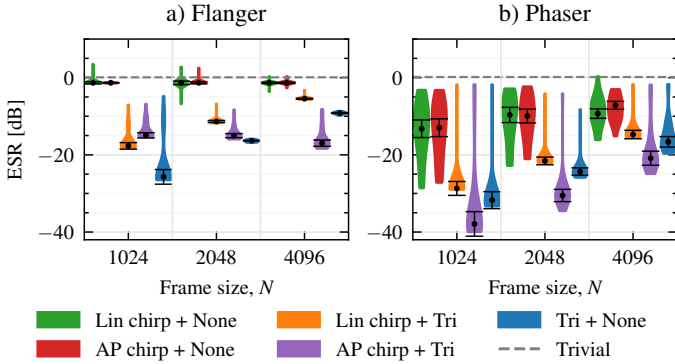 a) Flanger
b) Phaser
ESR [dB]
0
−20
−40
1024
2048
4096
Frame size, N
0
−20
−40
1024
2048
4096
Frame size, N
Lin chirp + None
Lin chirp + Tri
Tri + None
AP chirp + None
AP chirp + Tri
Trivial